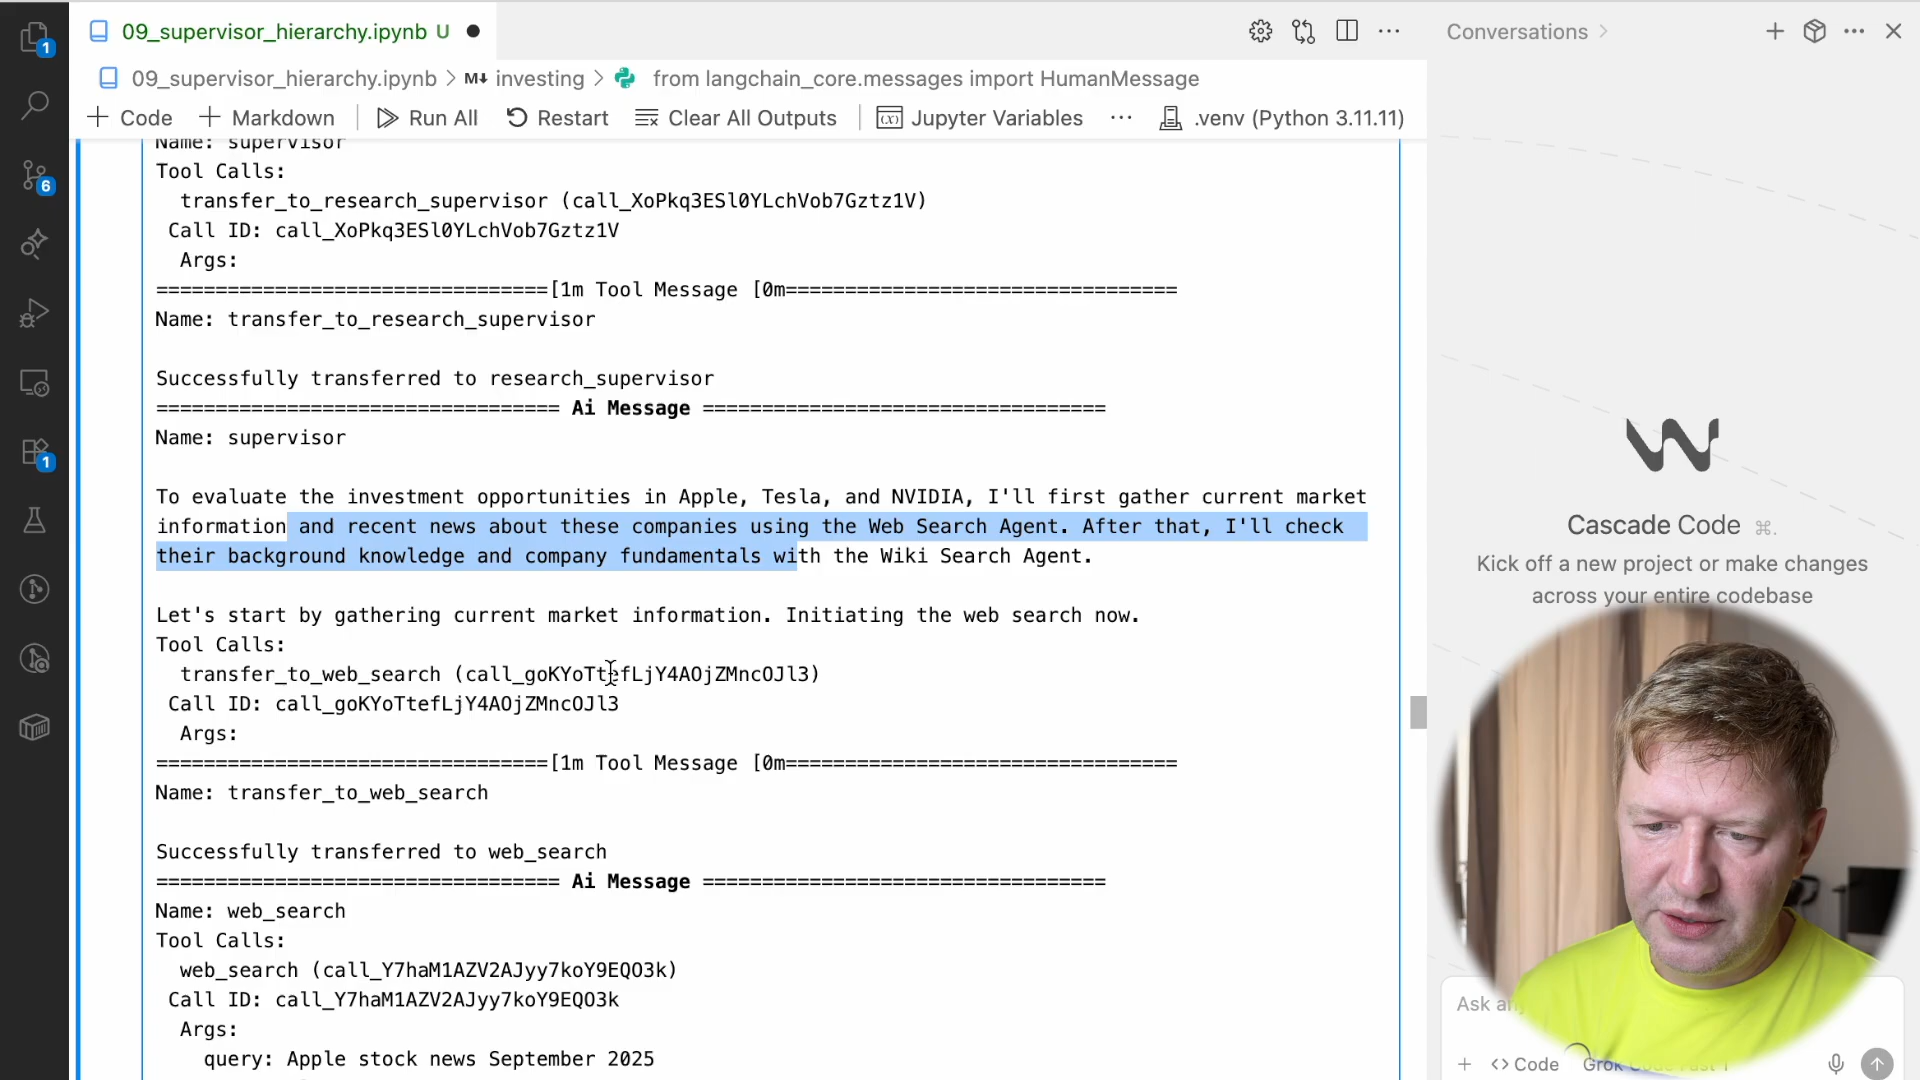 09_supervisor_hierarchy.ipynb U
Conversations
09_supervisor_hierarchy.ipynb > M↓ investing > from langchain_core.messages import HumanMessage
+ Code + Markdown Run All Restart Clear All Outputs Jupyter Variables ... .venv (Python 3.11.11)
1
6
1
Name: supervisor
Tool Calls:
transfer_to_research_supervisor (call_XoPkq3ESl0YLchVob7Gztz1V)
Call ID: call_XoPkq3ESl0YLchVob7Gztz1V
Args:
=================================[1m Tool Message [0m=================================
Name: transfer_to_research_supervisor
Successfully transferred to research_supervisor
================================== Ai Message ==================================
Name: supervisor
To evaluate the investment opportunities in Apple, Tesla, and NVIDIA, I'll first gather current market
information and recent news about these companies using the Web Search Agent. After that, I'll check
their background knowledge and company fundamentals with the Wiki Search Agent.
Let's start by gathering current market information. Initiating the web search now.
Tool Calls:
transfer_to_web_search (call_goKYoTtefLjY4AOjZMncOJl3)
Call ID: call_goKYoTtefLjY4AOjZMncOJl3
Args:
=================================[1m Tool Message [0m=================================
Name: transfer_to_web_search
Successfully transferred to web_search
================================== Ai Message ==================================
Name: web_search
Tool Calls:
web_search (call_Y7haM1AZV2AJyy7koY9EQO3k)
Call ID: call_Y7haM1AZV2AJyy7koY9EQO3k
Args:
query: Apple stock news September 2025
Cascade Code ⌘.
Kick off a new project or make changes
across your entire codebase
Ask
+ <> Code Grok